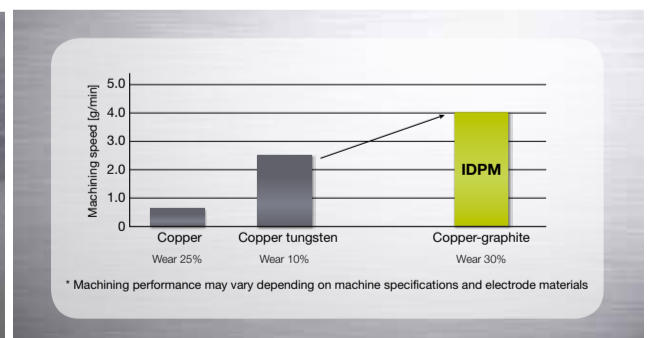 Machining speed [g/min]
5.0
4.0
3.0
2.0
1.0
0
IDPM
Copper Copper tungsten Copper-graphite
Wear 25% Wear 10% Wear 30%
* Machining performance may vary depending on machine specifications and electrode materials